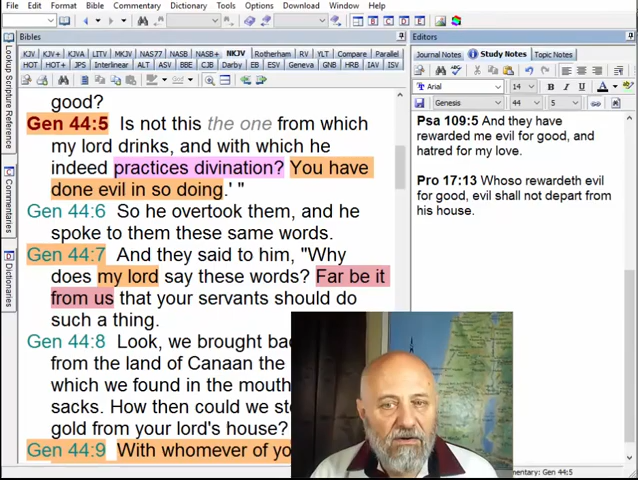 File
Edit
Format
Bible
Bookmarks
Dictionary
Commentary
Tools
Options
Download
Window
Help
Bibles
KJV KJV+ KJVA LITV MKJV NAS77 NASB NASB+ NKJV Rotherham RV YLT Compare Parallel
HOT HOT+ JPS Interlinear ALT ASV BBE CJB Darby EB ESV Geneva GNB HRB IAV ISV
good?
Gen 44:5 Is not this the one from which
my lord drinks, and with which he
indeed practices divination? You have
done evil in so doing.' "
Gen 44:6 So he overtook them, and he
spoke to them these same words.
Gen 44:7 And they said to him, "Why
does my lord say these words? Far be it
from us that your servants should do
such a thing.
Gen 44:8 Look, we brought bac
from the land of Canaan the
which we found in the mouth
sacks. How then could we ste
gold from your lord's house?
Gen 44:9 With whomever of yo
Lookup Scripture Reference
Commentaries
Dictionaries
Editors
Journal Notes Study Notes Topic Notes
Arial 14 B I U A
Genesis 44 5
Psa 109:5 And they have
rewarded me evil for good, and
hatred for my love.
Pro 17:13 Whoso rewardeth evil
for good, evil shall not depart from
his house.
mmentary: Gen 44:5